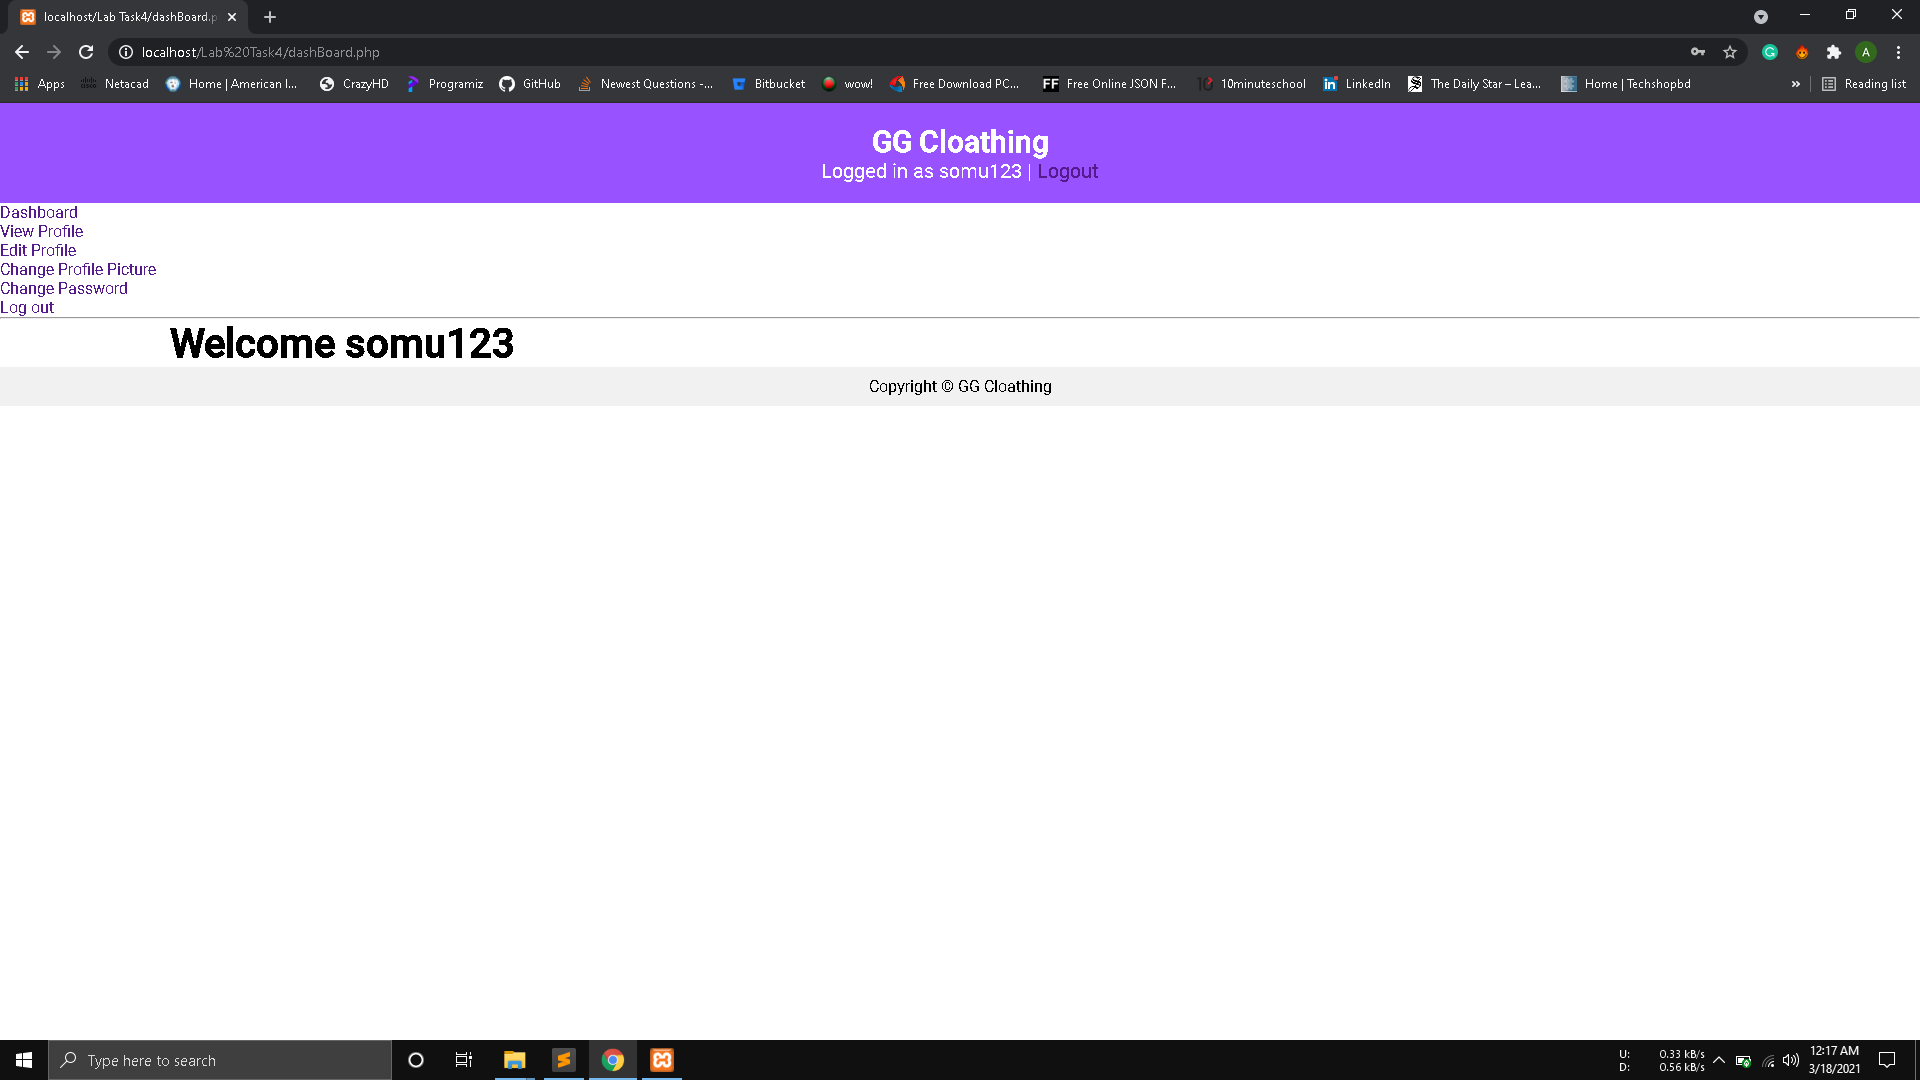 localhost/Lab Task4/dashBoard.p
localhost/Lab%20Task4/dashBoard.php
Apps
Netacad
Home | American I...
CrazyHD
Programiz
GitHub
Newest Questions -...
Bitbucket
wow!
Free Download PC...
FF Free Online JSON F...
10minuteschool
LinkedIn
The Daily Star – Lea...
Home | Techshopbd
»
Reading list
GG Cloathing
Logged in as somu123 | Logout
Dashboard
View Profile
Edit Profile
Change Profile Picture
Change Password
Log out
Welcome somu123
Copyright © GG Cloathing
Type here to search
U: 0.33 kB/s
D: 0.56 kB/s
12:17 AM
3/18/2021